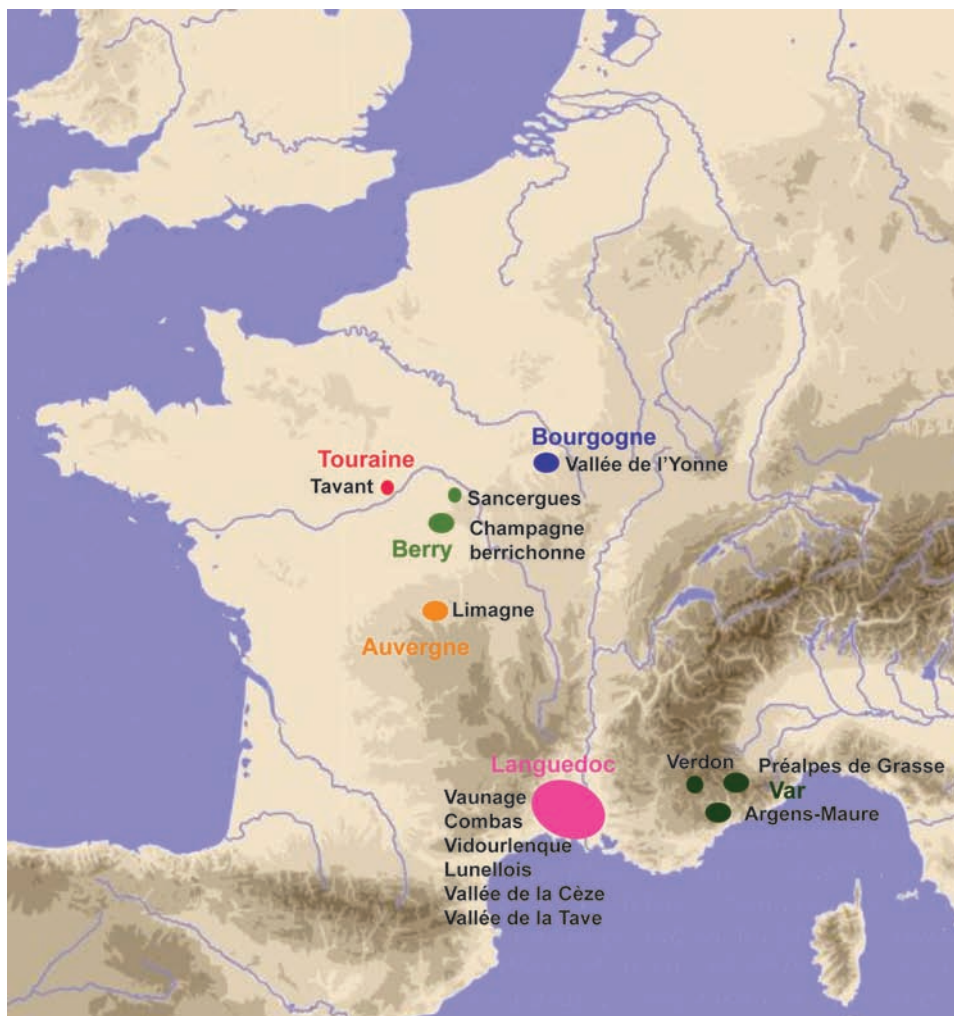 Bourgogne
Vallée de l'Yonne
Touraine
Tavant
Sancergues
Champagne
berrichonne
Berry
Limagne
Auvergne
Languedoc
Vaunage
Combas
Vidourlenque
Lunellois
Vallée de la Cèze
Vallée de la Tave
Verdon
Préalpes de Grasse
Var
Argens-Maure